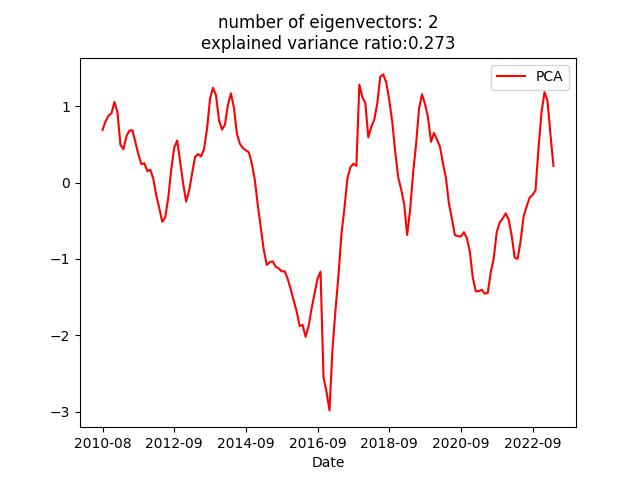 number of eigenvectors: 2
explained variance ratio:0.273
PCA
1
0
−1
−2
−3
2010-08 2012-09 2014-09 2016-09 2018-09 2020-09 2022-09
Date